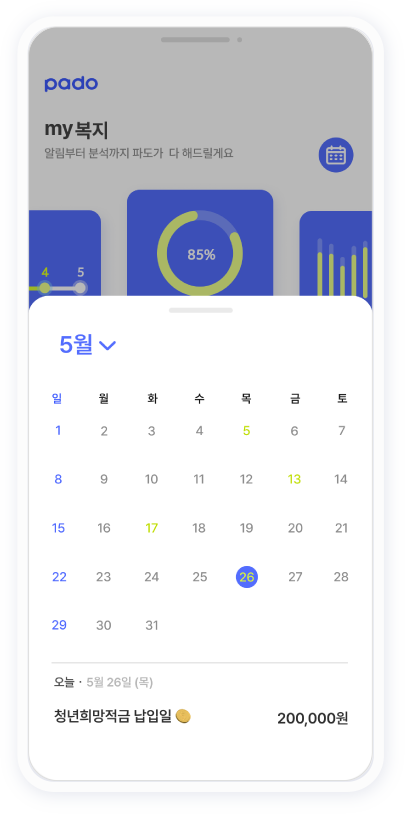 pado
my복지
알림부터 분석까지 파도가 다 해드릴게요
4 5
85%
5월
일 월 화 수 목 금 토
1 2 3 4 5 6 7
8 9 10 11 12 13 14
15 16 17 18 19 20 21
22 23 24 25 26 27 28
29 30 31
오늘 · 5월 26일 (목)
청년희망적금 납입일 200,000원